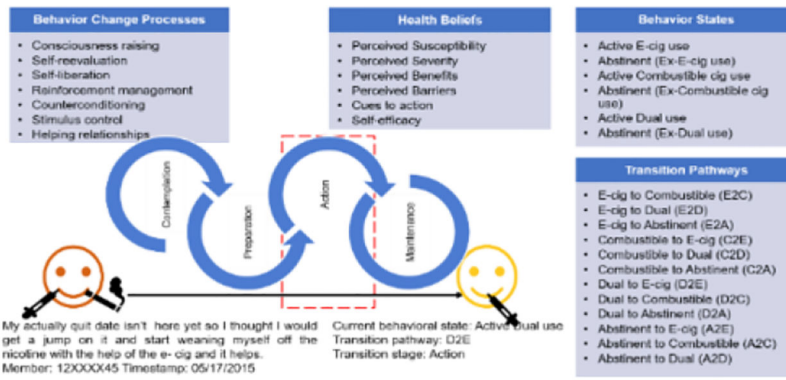 Behavior Change Processes
• Consciousness raising
• Self-reevaluation
• Self-liberation
• Reinforcement management
• Counterconditioning
• Stimulus control
• Helping relationships
Health Beliefs
• Perceived Susceptibility
• Perceived Severity
• Perceived Benefits
• Perceived Barriers
• Cues to action
• Self-efficacy
Behavior States
• Active E-cig use
• Abstinent (Ex-E-cig use)
• Active Combustible cig use
• Abstinent (Ex-Combustible cig
use)
• Active Dual use
• Abstinent (Ex-Dual use)
Contemplation
Preparation
Action
Maintenance
Transition Pathways
• E-cig to Combustible (E2C)
• E-cig to Dual (E2D)
• E-cig to Abstinent (E2A)
• Combustible to E-cig (C2E)
• Combustible to Dual (C2D)
• Combustible to Abstinent (C2A)
• Dual to E-cig (D2E)
• Dual to Combustible (D2C)
• Dual to Abstinent (D2A)
• Abstinent to E-cig (A2E)
• Abstinent to Combustible (A2C)
• Abstinent to Dual (A2D)
My actually quit date isn't here yet so I thought I would
get a jump on it and start weaning myself off the
nicotine with the help of the e- cig and it helps.
Member: 12XXXX45 Timestamp: 05/17/2015
Current behavioral state: Active Dual use
Transition pathway: D2E
Transition stage: Action